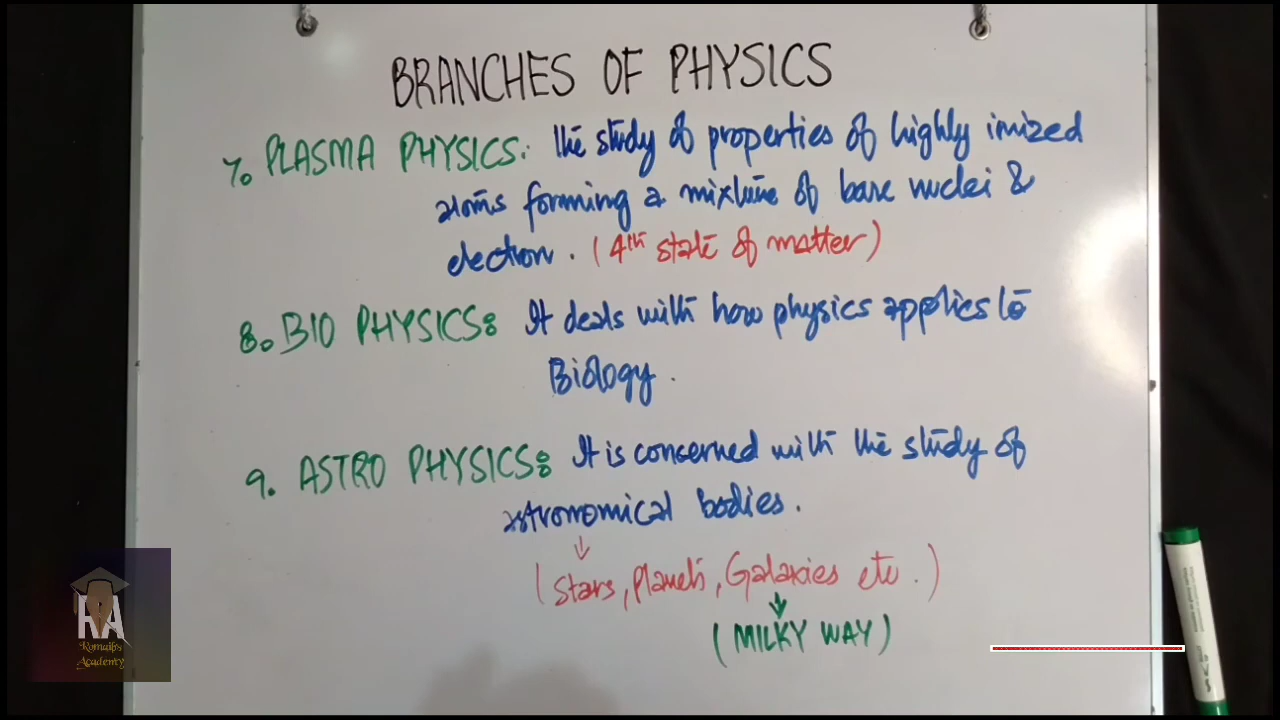 BRANCHES OF PHYSICS
7. PLASMA PHYSICS: The study of properties of highly ionized
atoms forming a mixture of bare nuclei &
electron. (4th state of matter)
8. BIO PHYSICS: It deals with how physics applies to
Biology.
9. ASTRO PHYSICS: It is concerned with the study of
astronomical bodies.
(Stars, Planets, Galaxies etc.)
(MILKY WAY)
RA
Romaib's
Academy